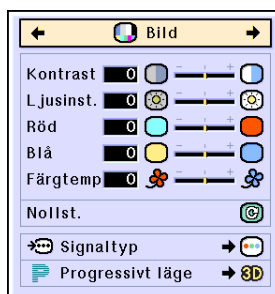 Bild
Kontrast 0
Ljusinst. 0
Röd 0
Blå 0
Färgtemp 0
Nollst.
Signaltyp
P Progressivt läge 3D